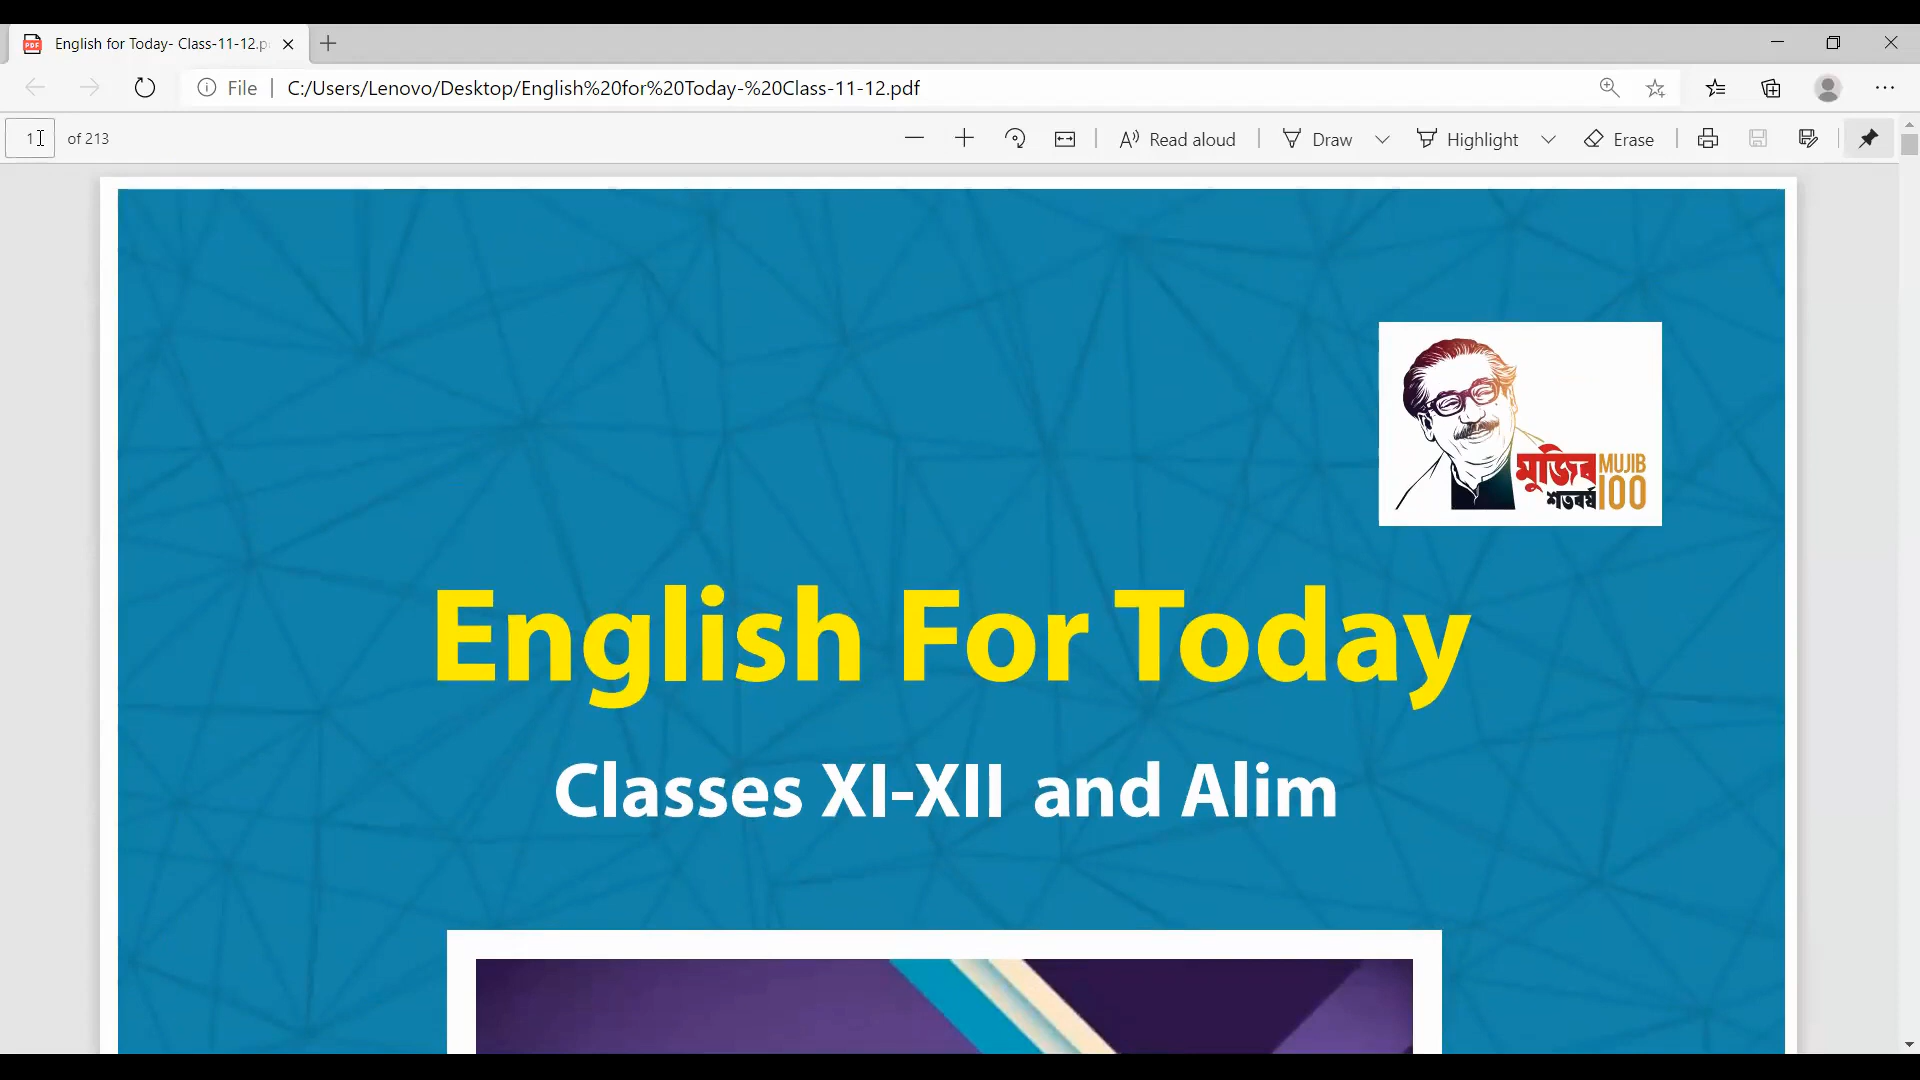 English for Today- Class-11-12.p
File C:/Users/Lenovo/Desktop/English%20for%20Today-%20Class-11-12.pdf
1 of 213 Read aloud Draw Highlight Erase
মুজিব MUJIB
শতবর্ষ 100
English For Today
Classes XI-XII and Alim